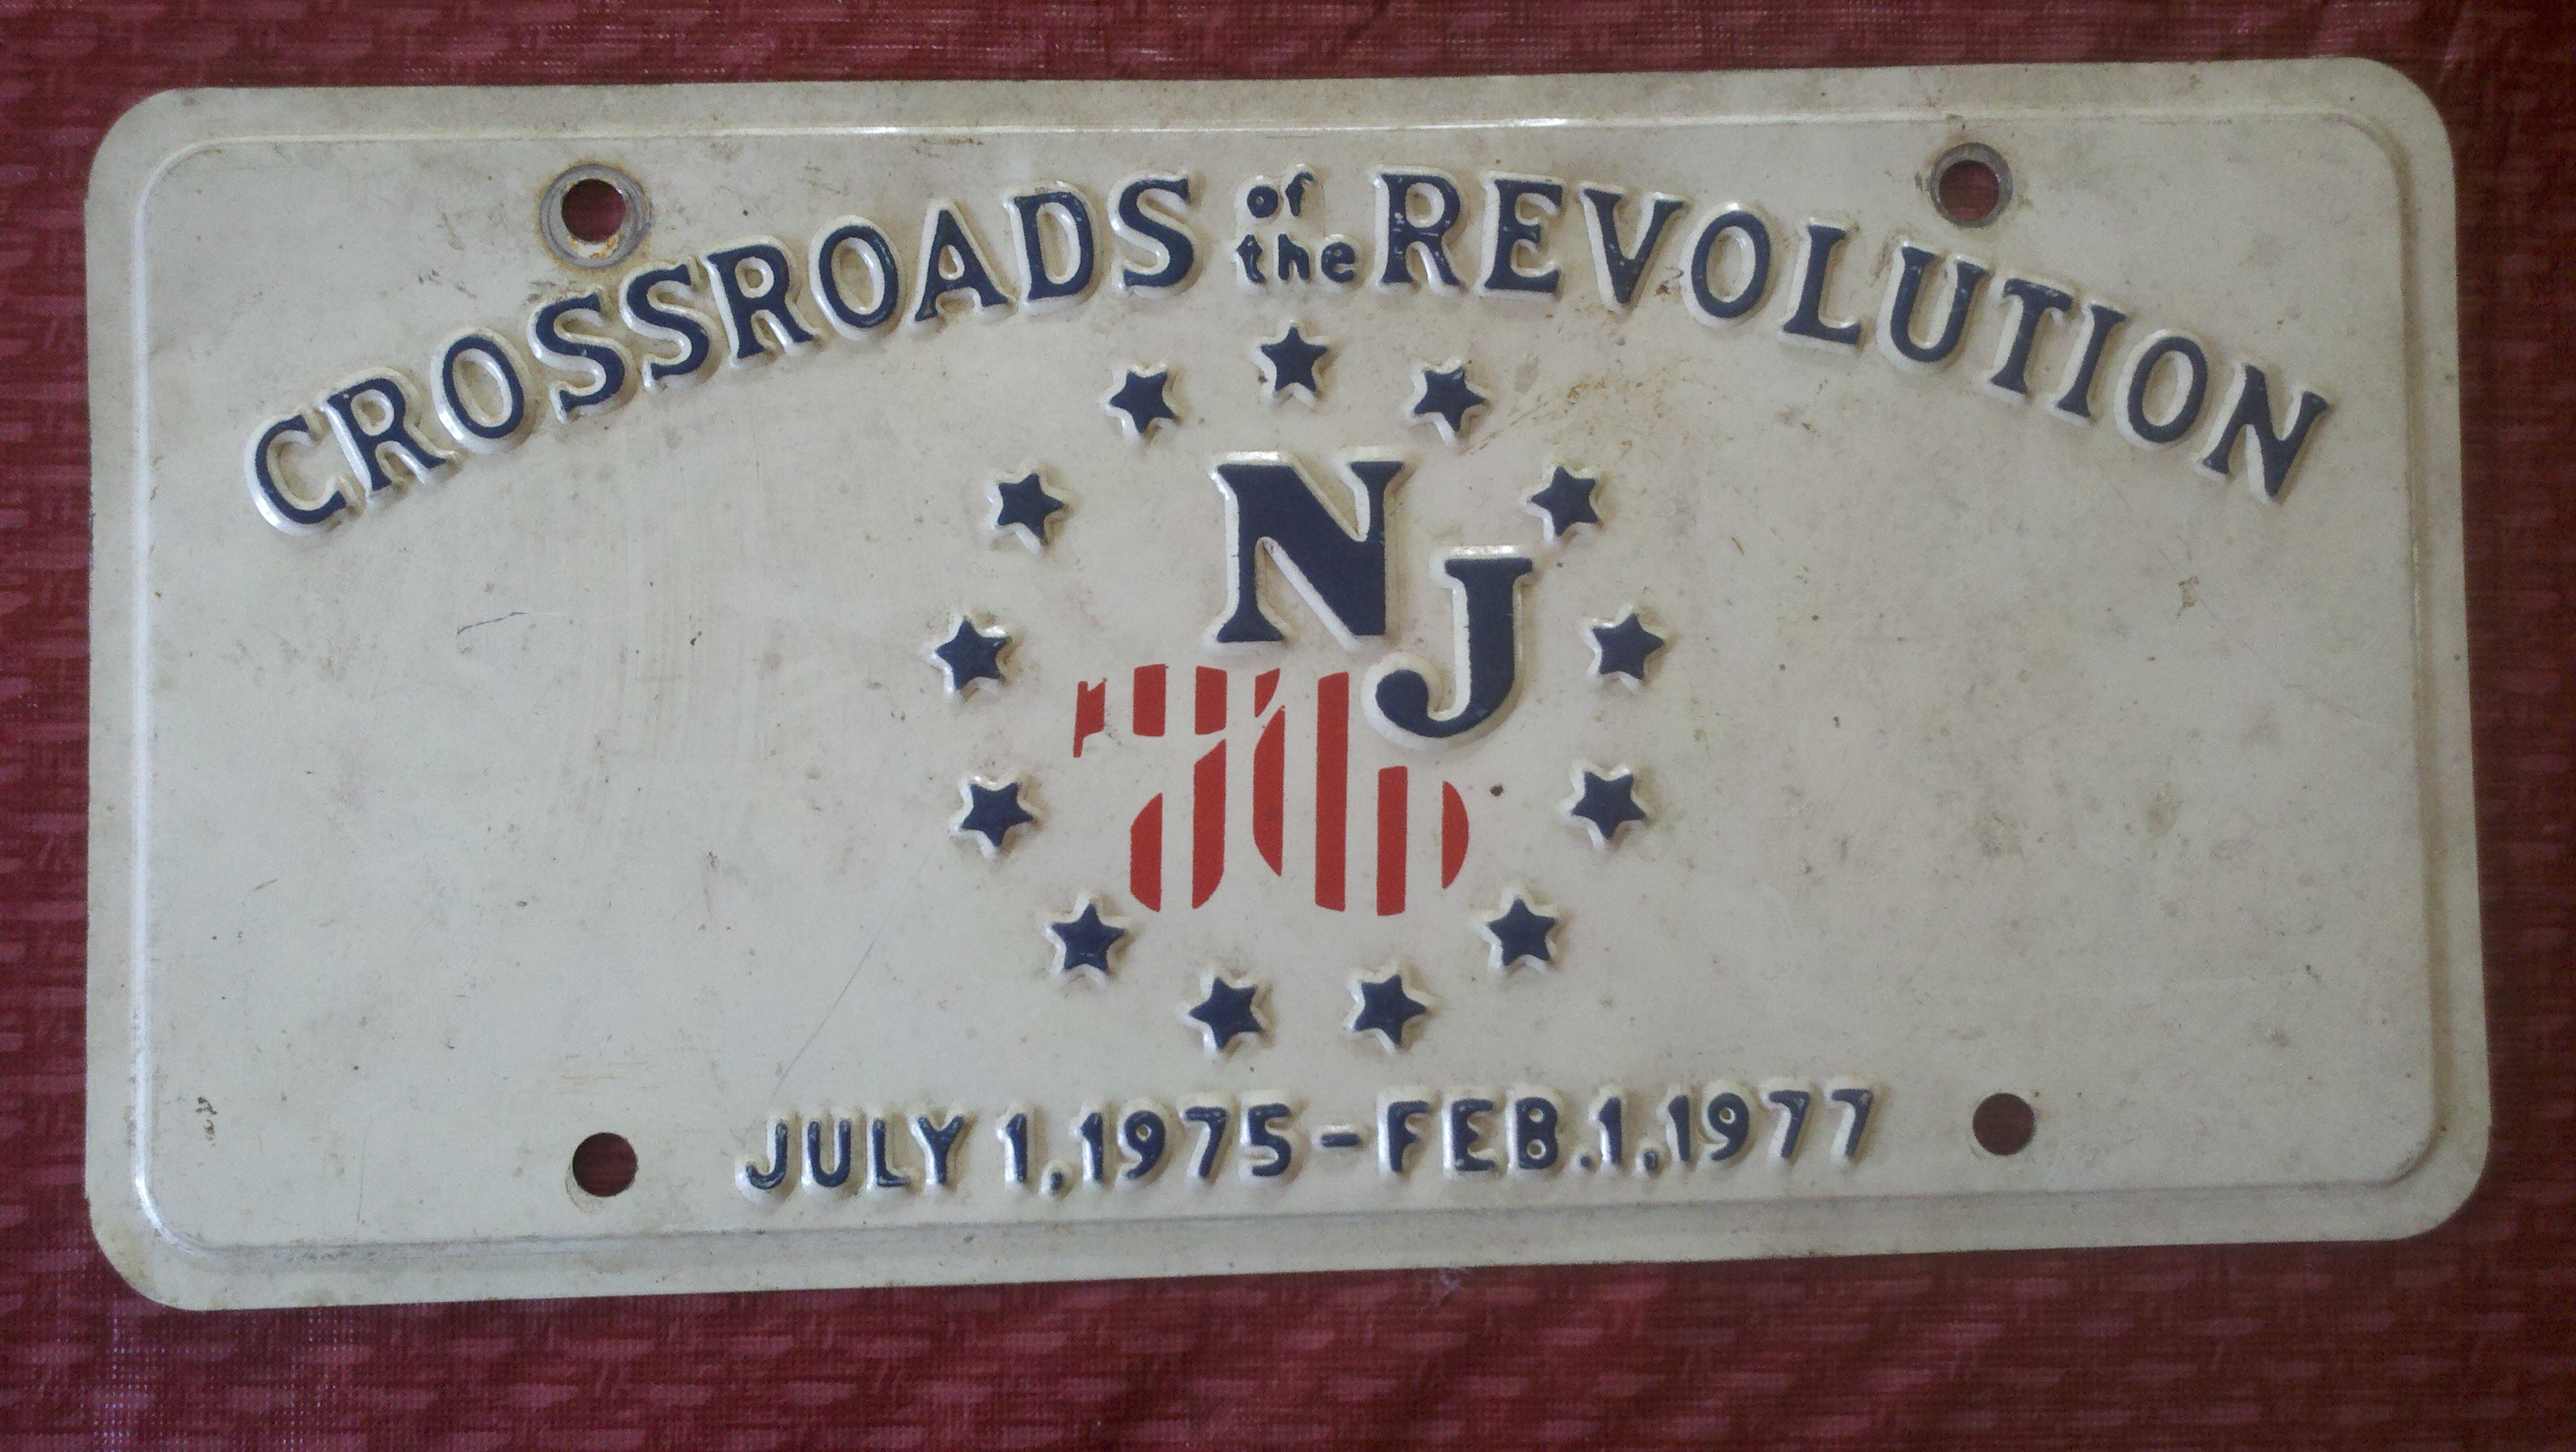 CROSSROADS of the REVOLUTION
NJ
76
JULY 1,1975-FEB.1,1977